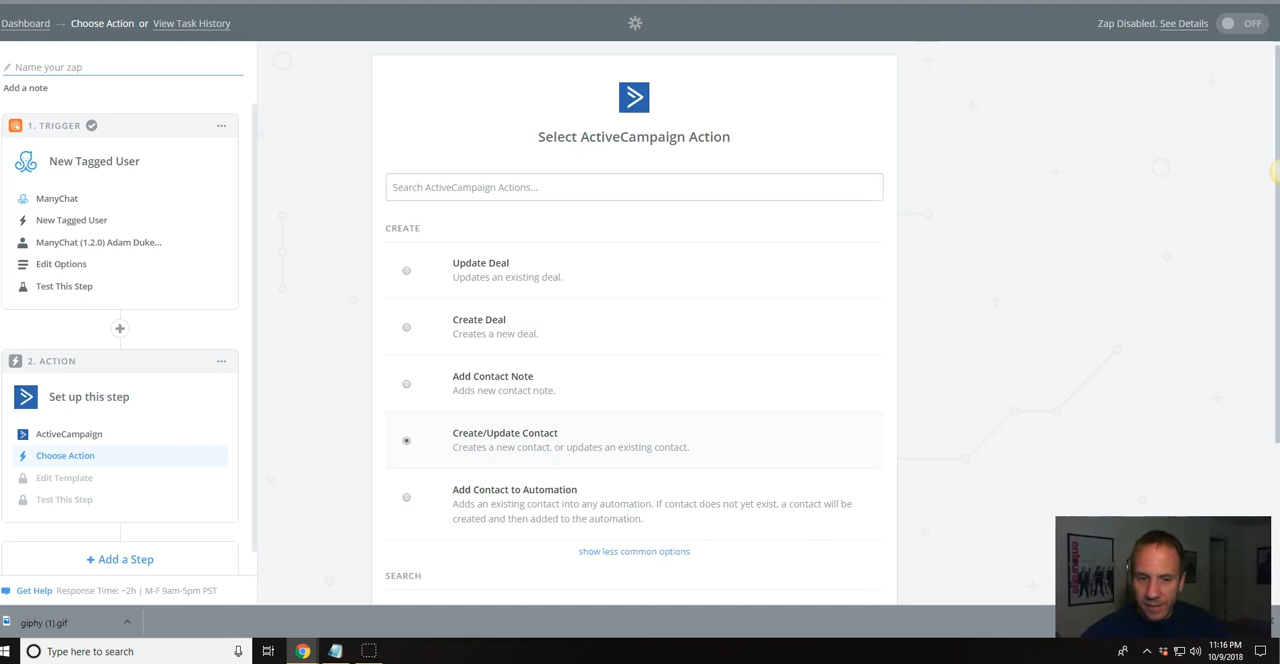 Dashboard → Choose Action or View Task History
Zap Disabled. See Details OFF
Name your zap
Add a note
1. TRIGGER
New Tagged User
ManyChat
New Tagged User
ManyChat (1.2.0) Adam Duke...
Edit Options
Test This Step
2. ACTION
Set up this step
ActiveCampaign
Choose Action
Edit Template
Test This Step
+ Add a Step
Get Help Response Time: ~2h | M-F 9am-5pm PST
Select ActiveCampaign Action
Search ActiveCampaign Actions...
CREATE
Update Deal
Updates an existing deal.
Create Deal
Creates a new deal.
Add Contact Note
Adds new contact note.
Create/Update Contact
Creates a new contact, or updates an existing contact.
Add Contact to Automation
Adds an existing contact into any automation. If contact does not yet exist, a contact will be
created and then added to the automation.
show less common options
SEARCH
entourage
giphy (1).gif
Type here to search
11:16 PM
10/9/2018